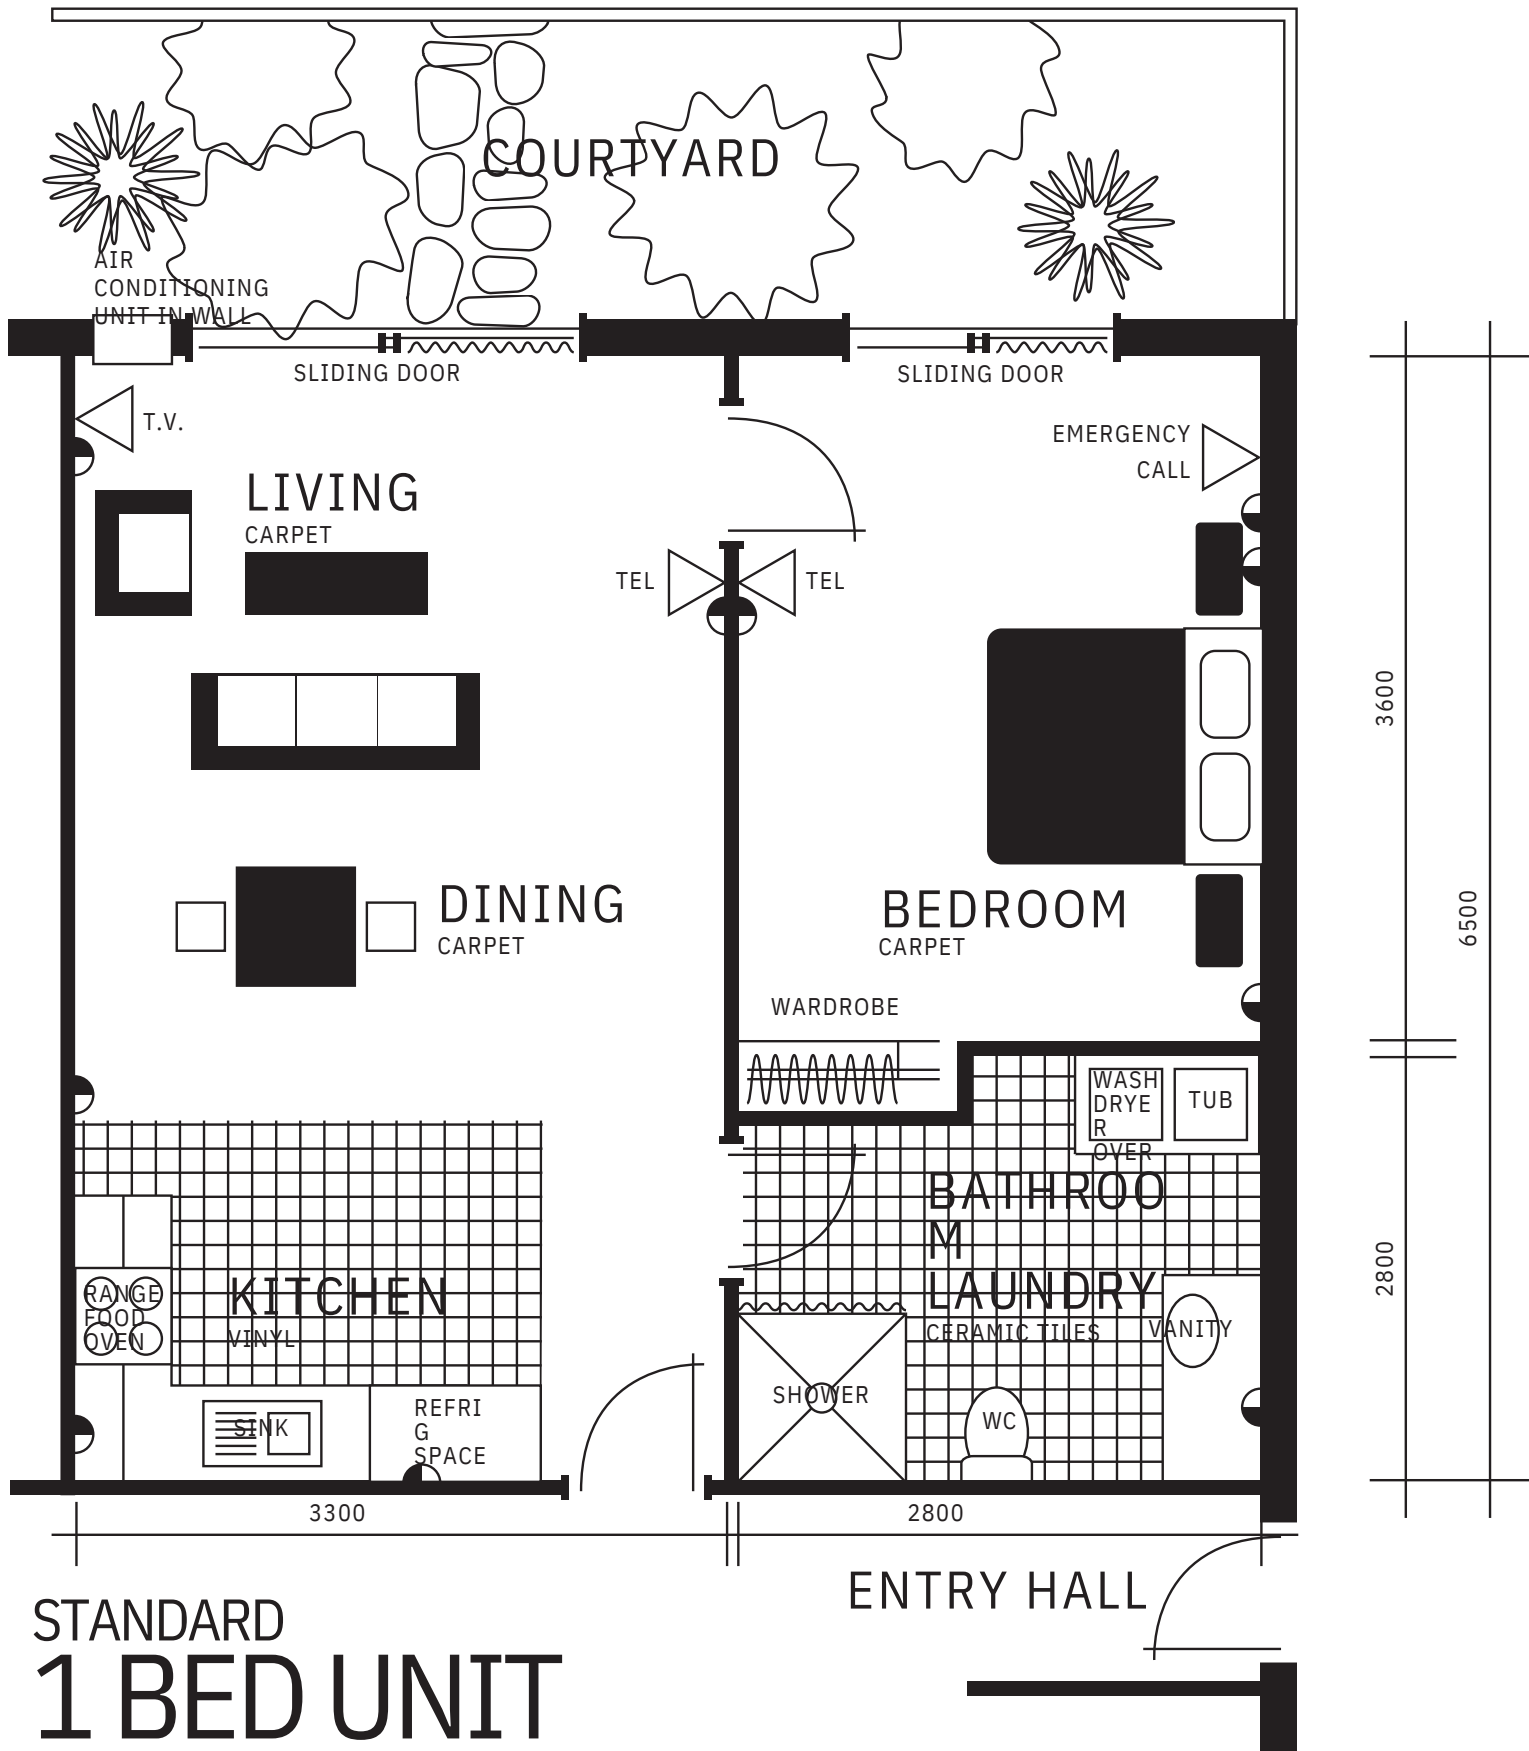 COURTYARD
AIR
CONDITIONING
UNIT IN WALL
SLIDING DOOR
SLIDING DOOR
T.V.
EMERGENCY
CALL
LIVING
CARPET
TEL
TEL
3600
DINING
CARPET
BEDROOM
CARPET
6500
WARDROBE
WASH
DRYE
R
OVER
TUB
BATHROO
M
LAUNDRY
CERAMIC TILES
VANITY
2800
KITCHEN
VINYL
RANGE
FOOD
OVEN
SHOWER
WC
SINK
REFRI
G
SPACE
3300
2800
ENTRY HALL
STANDARD
1 BED UNIT